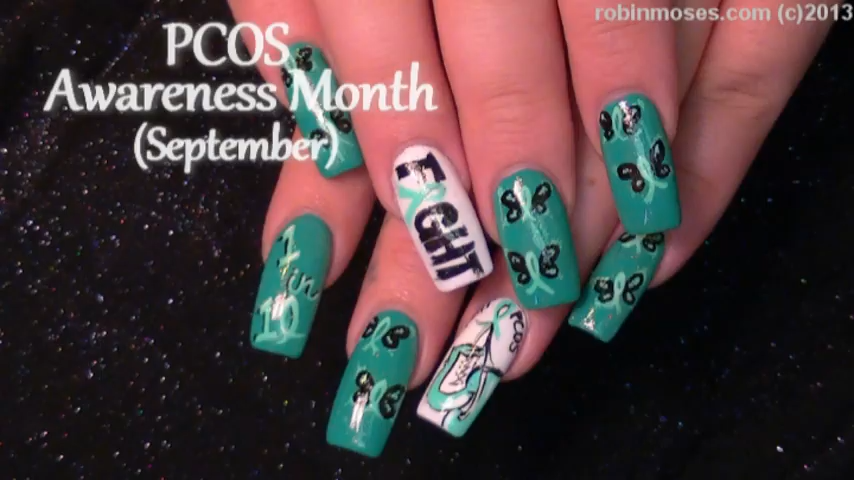 robinmoses.com (c)2013
PCOS
Awareness Month
(September)
FIGHT
1 in
10
PCOS